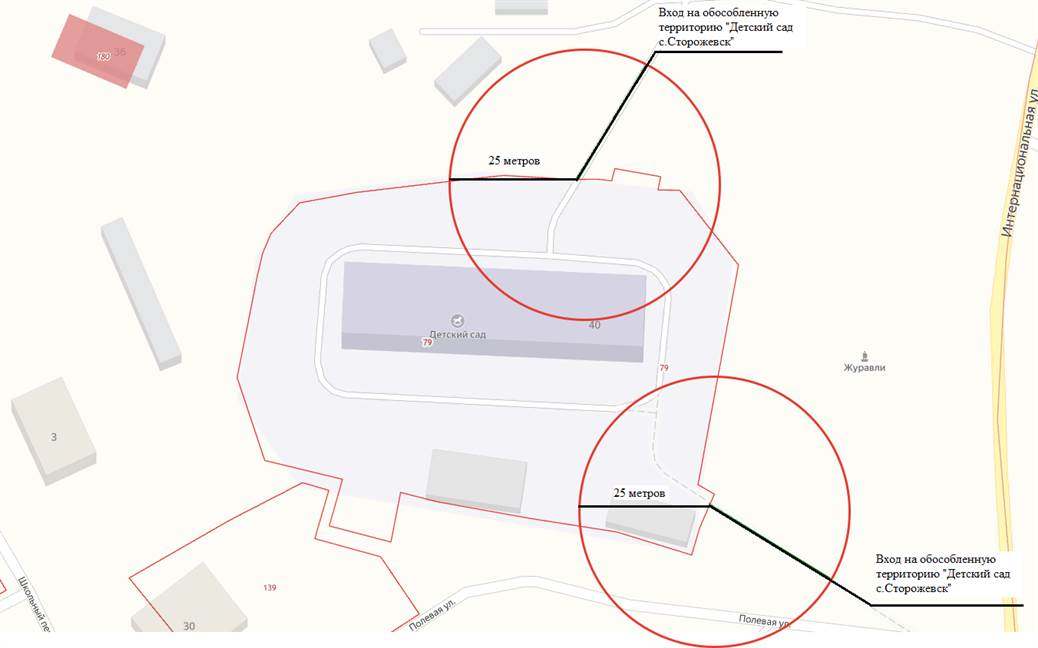 Вход на обособленную
территорию "Детский сад
с.Сторожевск"
36
180
Интернациональная ул.
25 метров
Детский сад
40
79
79
Журавли
3
25 метров
Вход на обособленную
территорию "Детский сад
с.Сторожевск"
139
30
Школьный пе
Полевая ул.
Полевая ул.